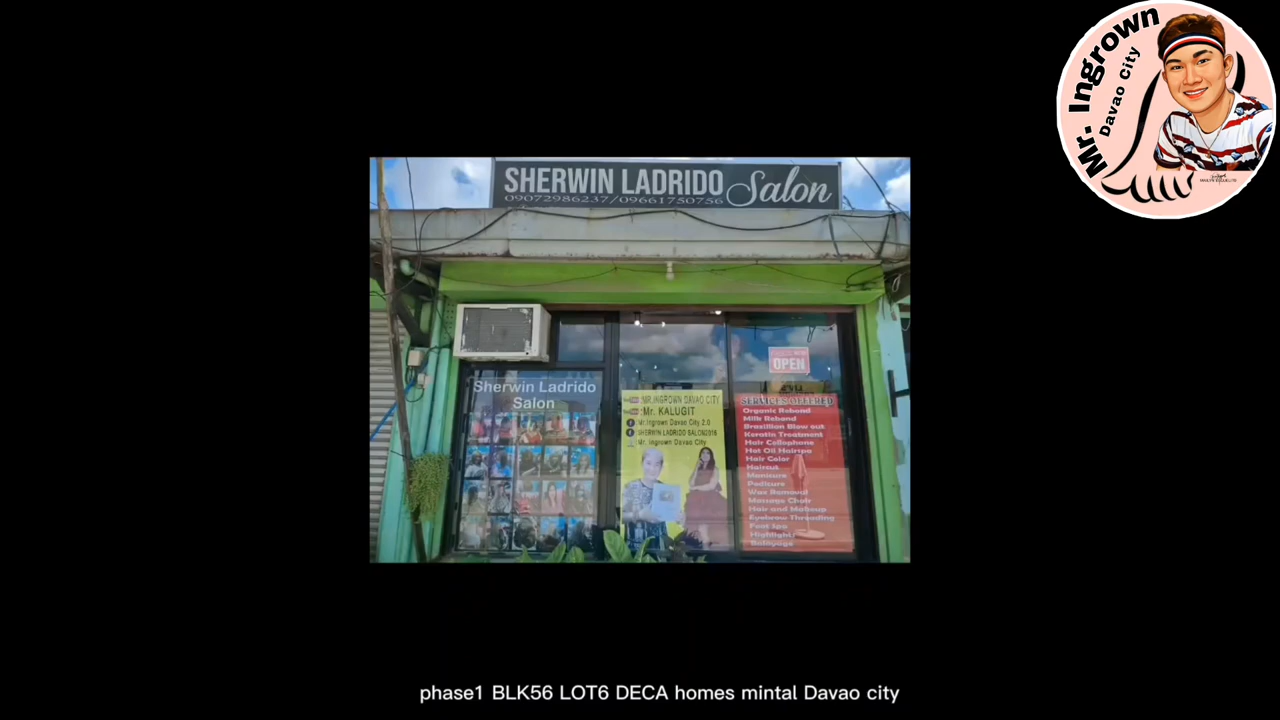 Mr. Ingrown
Davao City
SHERWIN LADRIDO Salon
09072986237/09661750756
OPEN
Sherwin Ladrido
Salon
:MR.INGROWN DAVAO CITY
:Mr. KALUGIT
:Mr.Ingrown Davao City 2.0
:SHERWIN LADRIDO SALON2018
:Mr. Ingrown Davao City
SERVICES OFFERED
Organic Rebond
Milk Rebond
Brazillian Blow out
Keratin Treatment
Hair Cellophane
Hot Oil Hairspa
Hair Color
Haircut
Manicure
Pedicure
Wax Removal
Massage Chair
Hair and Makeup
Eyebrow Threading
Foot Spa
Highlights
Balayage
phase1 BLK56 LOT6 DECA homes mintal Davao city